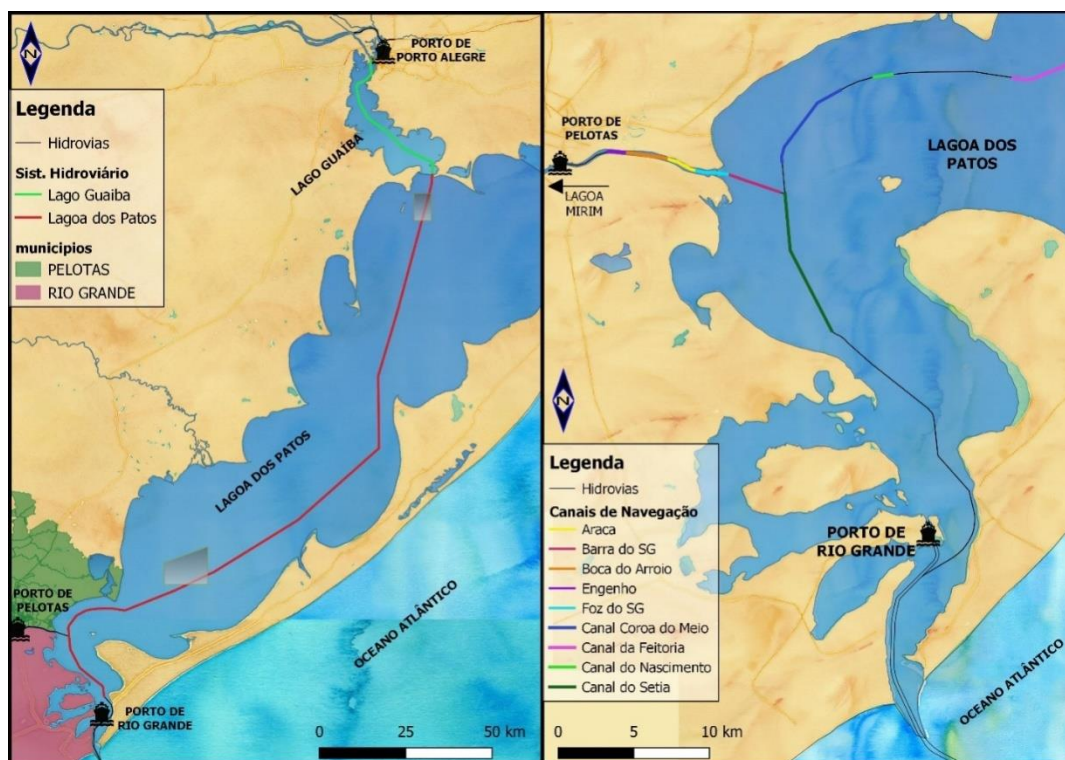 N
PORTO DE
PORTO ALEGRE
Legenda
Hidrovias
Sist. Hidroviário
Lago Guaiba
Lagoa dos Patos
municipios
PELOTAS
RIO GRANDE
LAGO GUAÍBA
LAGOA DOS PATOS
PORTO DE
PELOTAS
OCEANO ATLÂNTICO
PORTO DE
RIO GRANDE
0 25 50 km
PORTO DE
PELOTAS
LAGOA
MIRIM
LAGOA DOS
PATOS
N
Legenda
Hidrovias
Canais de Navegação
Araca
Barra do SG
Boca do Arroio
Engenho
Foz do SG
Canal Coroa do Meio
Canal da Feitoria
Canal do Nascimento
Canal do Setia
PORTO DE
RIO GRANDE
OCEANO ATLÂNTICO
0 5 10 km